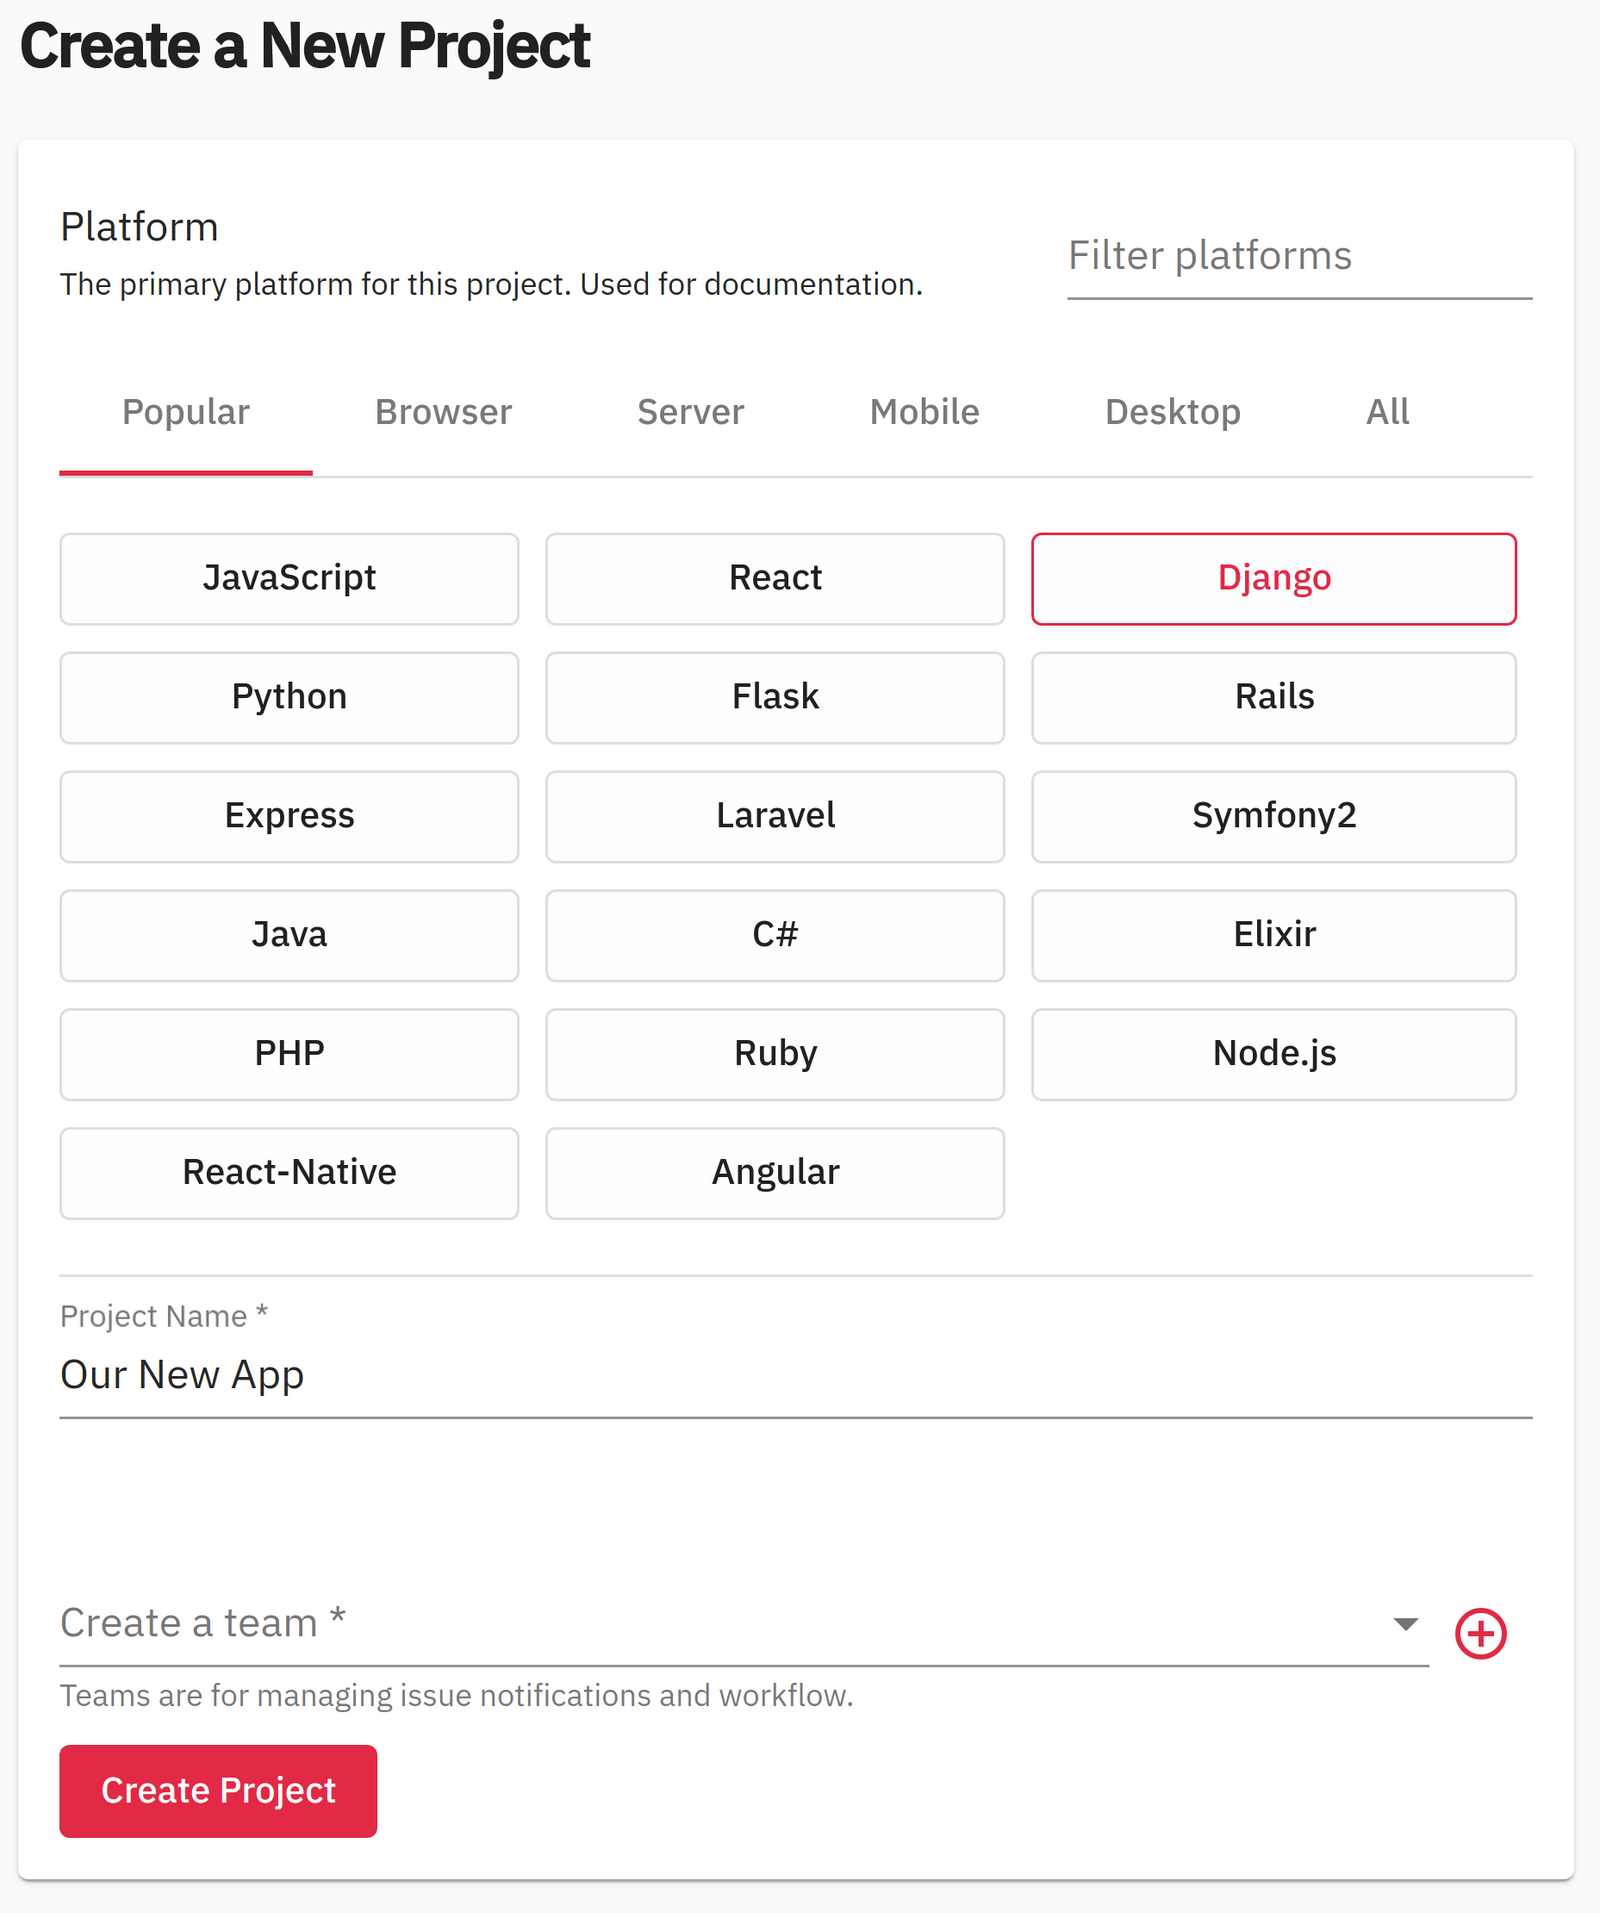 Create a New Project
Platform
The primary platform for this project. Used for documentation.
Filter platforms
Popular Browser Server Mobile Desktop All
JavaScript React Django
Python Flask Rails
Express Laravel Symfony2
Java C# Elixir
PHP Ruby Node.js
React-Native Angular
Project Name *
Our New App
Create a team *
Teams are for managing issue notifications and workflow.
Create Project